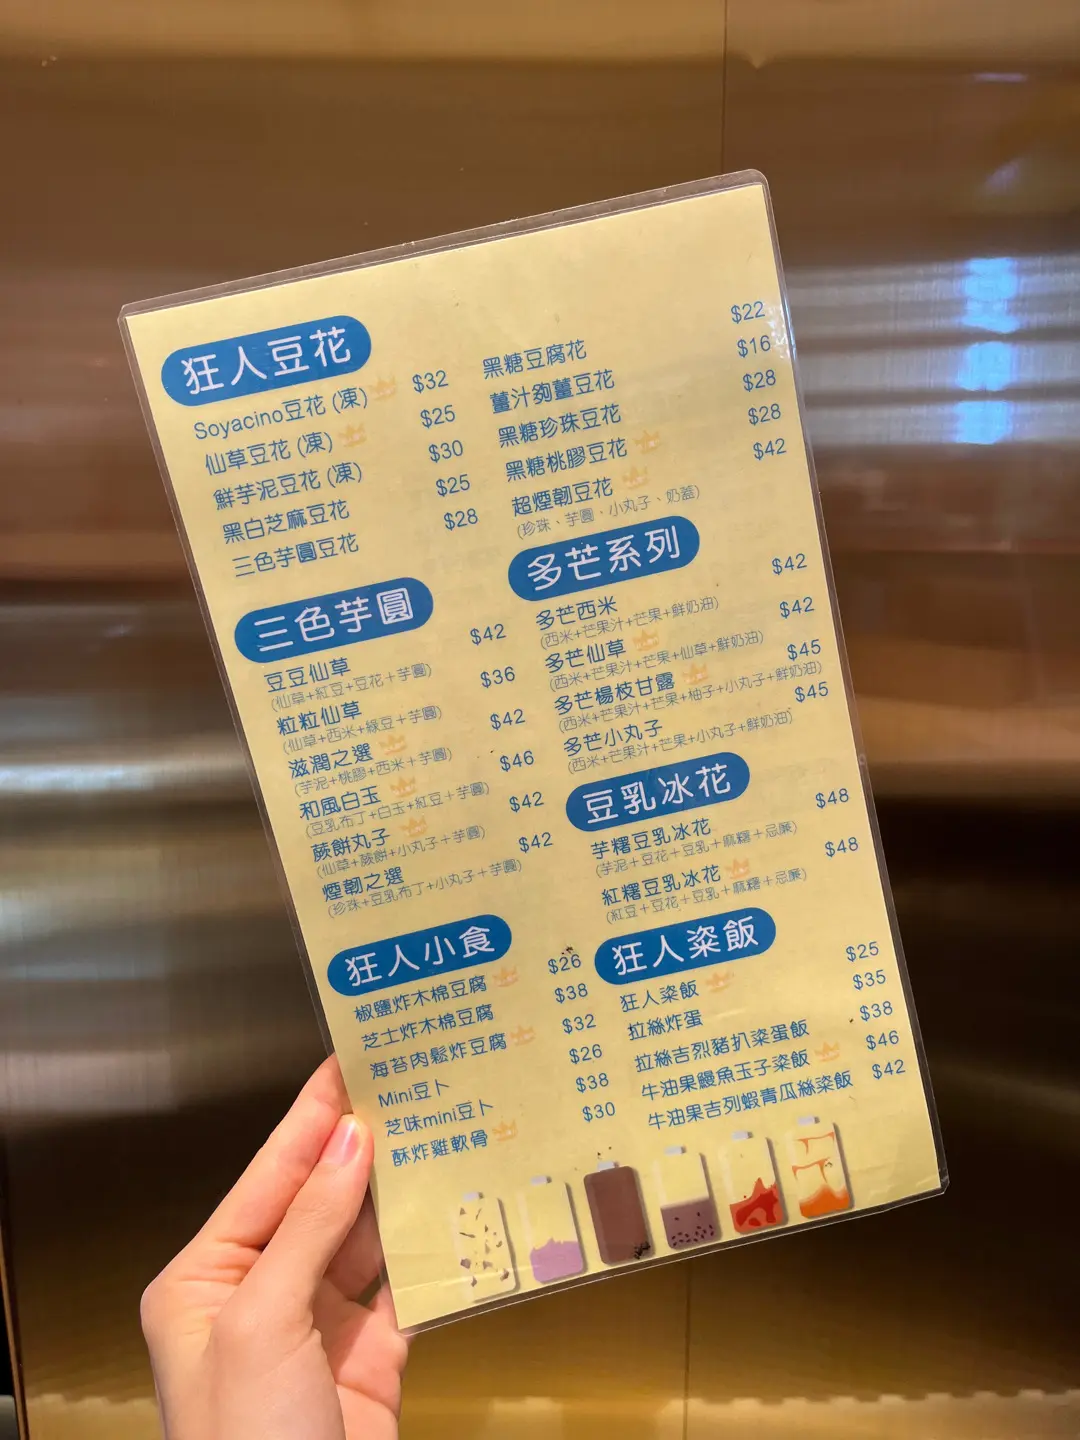 狂人豆花
Soyacino豆花 (凍) $32
仙草豆花 (凍) $25
鮮芋泥豆花 (凍) $30
黑白芝麻豆花 $25
三色芋圓豆花 $28
三色芋圓
豆豆仙草 $42
(仙草+紅豆+豆花+芋圓)
粒粒仙草 $36
(仙草+西米+綠豆+芋圓)
滋潤之選 $42
(芋泥+桃膠+西米+芋圓)
和風白玉 $46
(豆乳布丁+白玉+紅豆+芋圓)
蕨餅丸子 $42
(仙草+蕨餅+小丸子+芋圓)
煙韌之選 $42
(珍珠+豆乳布丁+小丸子+芋圓)
狂人小食
椒鹽炸木棉豆腐 $26
芝士炸木棉豆腐 $38
海苔肉鬆炸豆腐 $32
Mini豆卜 $26
芝味mini豆卜 $38
酥炸雞軟骨 $30
黑糖豆腐花 $22
薑汁夠薑豆花 $16
黑糖珍珠豆花 $28
黑糖桃膠豆花 $28
超煙韌豆花 $42
(珍珠、芋圓、小丸子、奶蓋)
多芒系列
多芒西米 $42
(西米+芒果汁+芒果+鮮奶油)
多芒仙草 $42
(西米+芒果汁+芒果+仙草+鮮奶油)
多芒楊枝甘露 $45
(西米+芒果汁+芒果+柚子+小丸子+鮮奶油)
多芒小丸子 $45
(西米+芒果汁+芒果+小丸子+鮮奶油)
豆乳冰花
芋糬豆乳冰花 $48
(芋泥+豆花+豆乳+麻糬+忌廉)
紅糬豆乳冰花 $48
(紅豆+豆花+豆乳+麻糬+忌廉)
狂人粢飯
狂人粢飯 $25
拉絲炸蛋 $35
拉絲吉烈豬扒粢蛋飯 $38
牛油果鰻魚玉子粢飯 $46
牛油果吉列蝦青瓜絲粢飯 $42